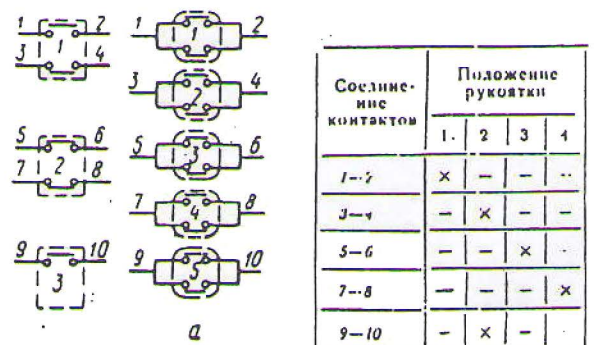 1 2 1 2
1 1
3 4
3 4
2
5 6 5 6
2 3
7 8
7 8
4
9 10
3
9 10
5
а
Соедине-
ние
контактов
Положение
рукоятки
1. 2 3 4
1-·2 × — — --
3-4 — × — —
5—6 — — × -
7-·8 — — — ×
9—10 — × —